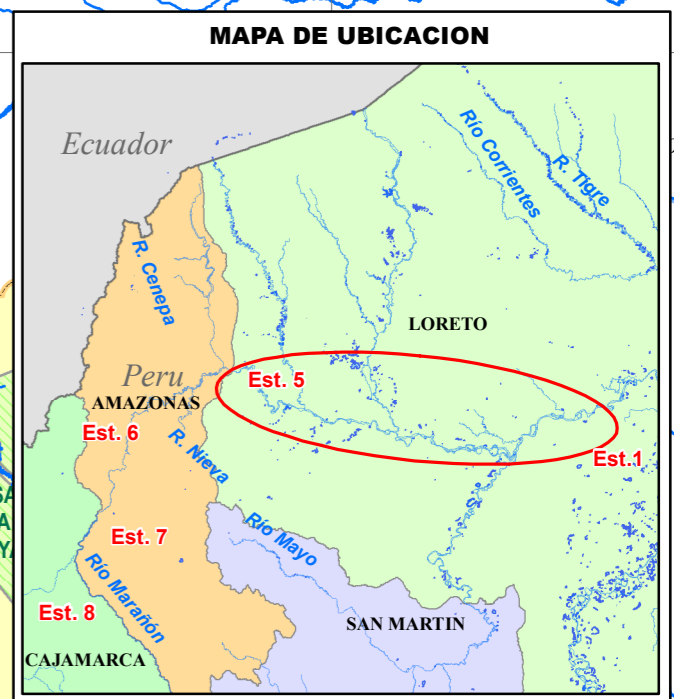 MAPA DE UBICACION
Ecuador
Río Corrientes
R. Tigre
R. Cenepa
LORETO
Peru
Est. 5
AMAZONAS
Est. 6
R. Nieva
Est.1
Río Mayo
Est. 7
Río Marañón
Est. 8
SAN MARTIN
CAJAMARCA